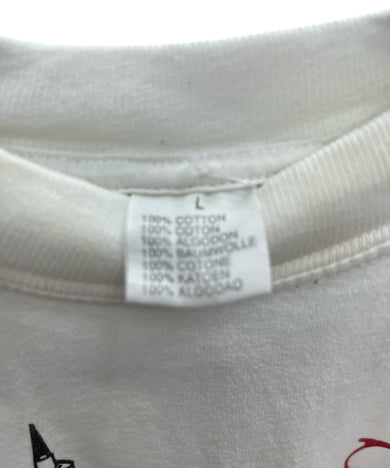 L
100% COTTON
100% COTON
100% ALGODON
100% BAUMWOLLE
100% COTONE
100% KATOEN
100% ALGODAO